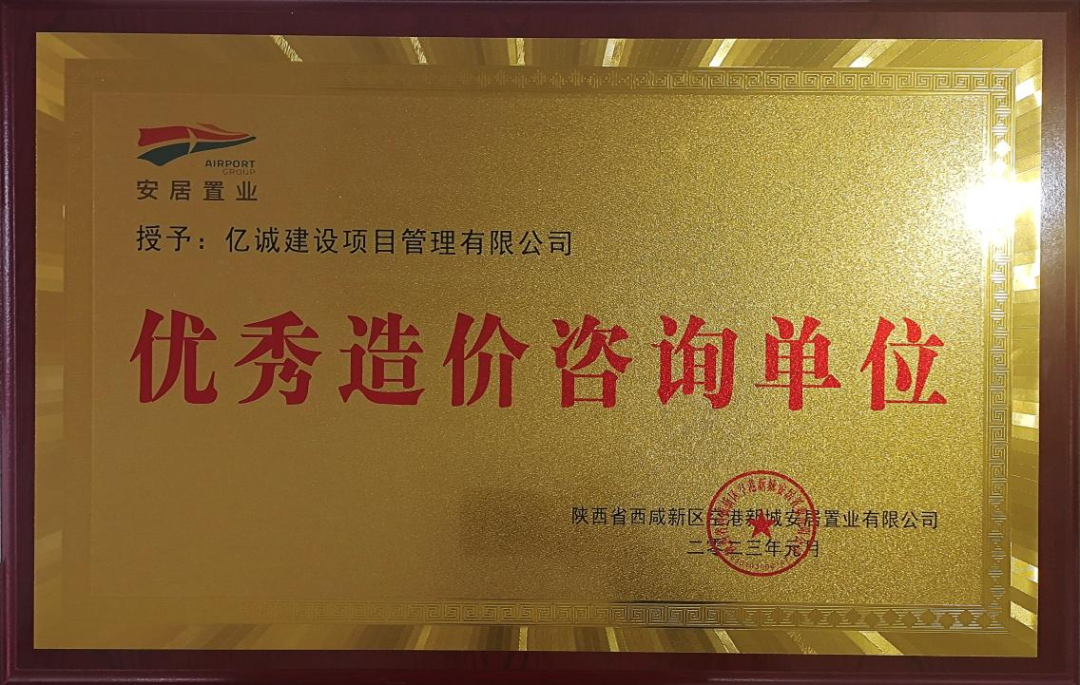 AIRPORT
GROUP
安居置业
授予：亿诚建设项目管理有限公司
优秀造价咨询单位
陕西省西咸新区空港新城安居置业有限公司
二零二三年元月